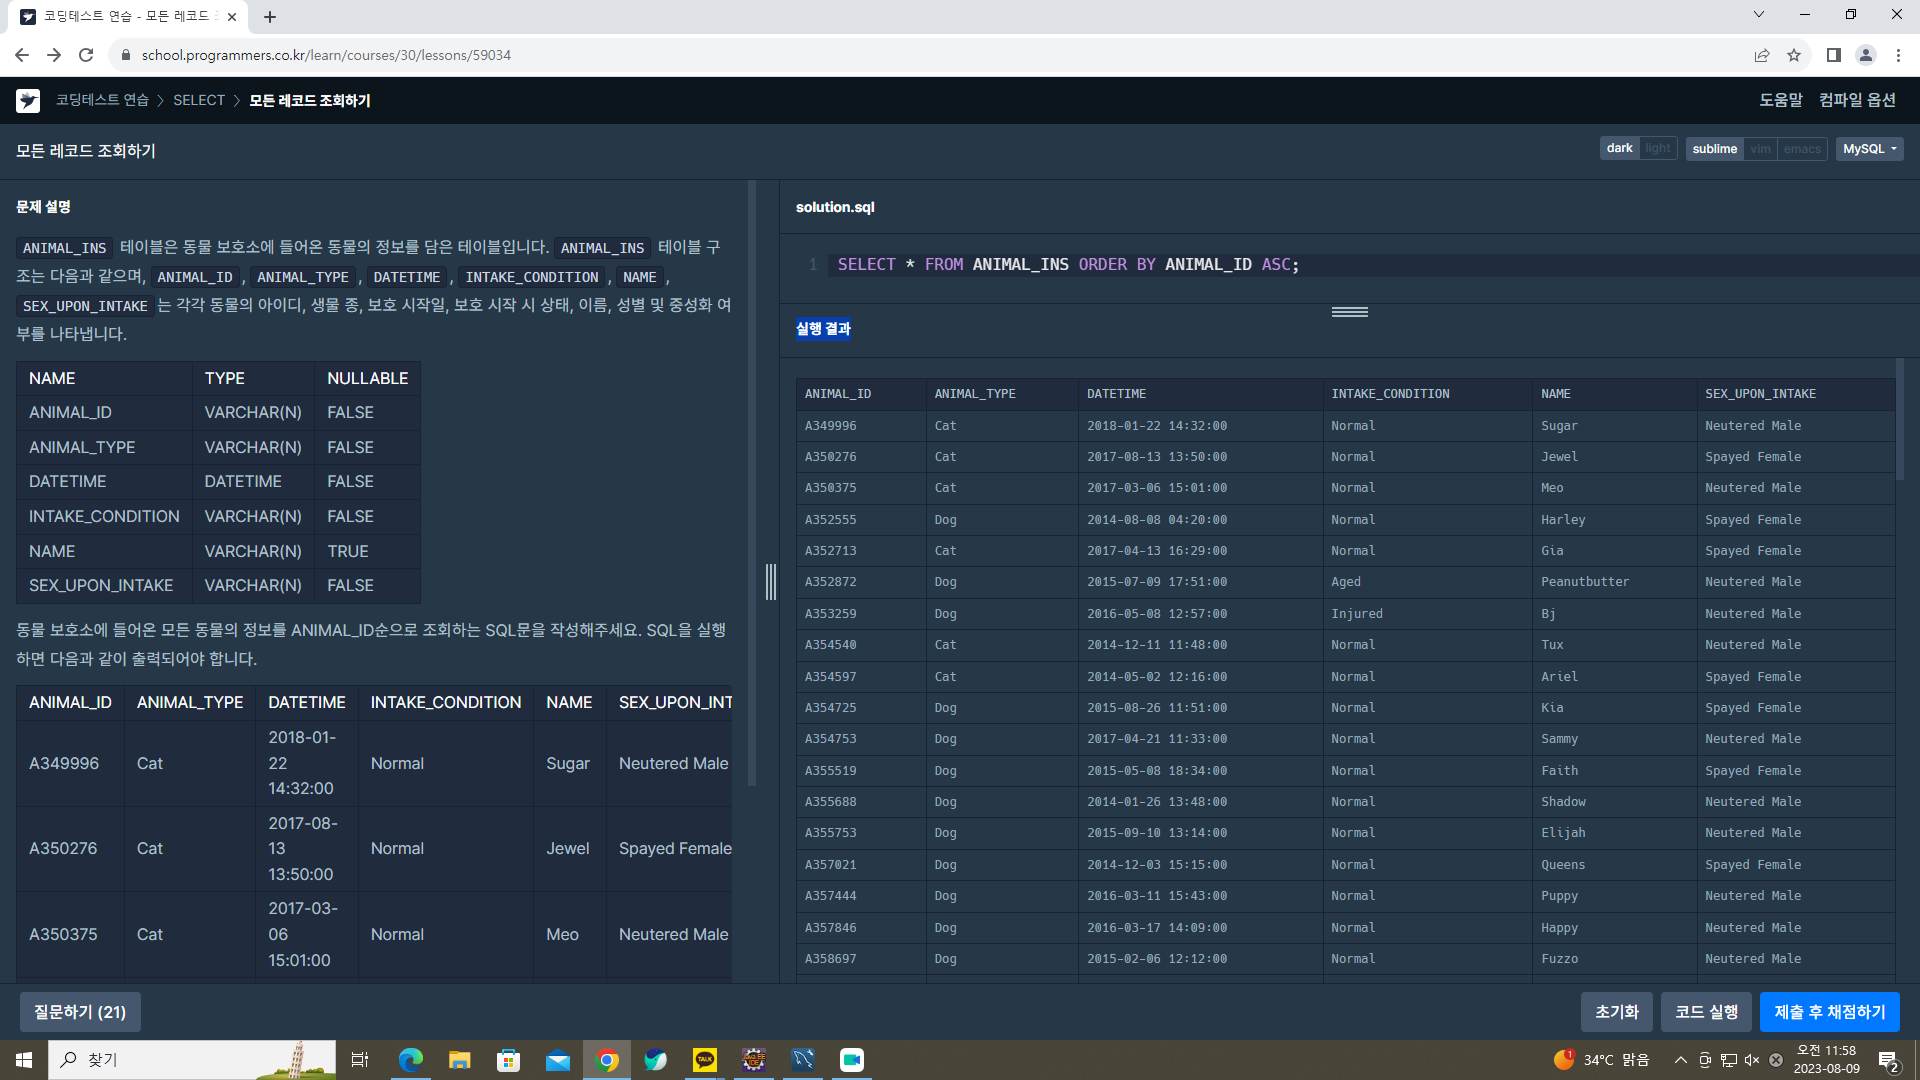 코딩테스트 연습 - 모든 레코드
school.programmers.co.kr/learn/courses/30/lessons/59034
코딩테스트 연습 > SELECT > 모든 레코드 조회하기
도움말 컴파일 옵션
모든 레코드 조회하기
dark light sublime vim emacs MySQL
문제 설명
ANIMAL_INS 테이블은 동물 보호소에 들어온 동물의 정보를 담은 테이블입니다. ANIMAL_INS 테이블 구
조는 다음과 같으며, ANIMAL_ID, ANIMAL_TYPE, DATETIME, INTAKE_CONDITION, NAME,
SEX_UPON_INTAKE는 각각 동물의 아이디, 생물 종, 보호 시작일, 보호 시작 시 상태, 이름, 성별 및 중성화 여
부를 나타냅니다.
NAME TYPE NULLABLE
ANIMAL_ID VARCHAR(N) FALSE
ANIMAL_TYPE VARCHAR(N) FALSE
DATETIME DATETIME FALSE
INTAKE_CONDITION VARCHAR(N) FALSE
NAME VARCHAR(N) TRUE
SEX_UPON_INTAKE VARCHAR(N) FALSE
동물 보호소에 들어온 모든 동물의 정보를 ANIMAL_ID순으로 조회하는 SQL문을 작성해주세요. SQL을 실행
하면 다음과 같이 출력되어야 합니다.
ANIMAL_ID ANIMAL_TYPE DATETIME INTAKE_CONDITION NAME SEX_UPON_INT
A349996 Cat 2018-01-22 14:32:00 Normal Sugar Neutered Male
A350276 Cat 2017-08-13 13:50:00 Normal Jewel Spayed Female
A350375 Cat 2017-03-06 15:01:00 Normal Meo Neutered Male
solution.sql
1 SELECT * FROM ANIMAL_INS ORDER BY ANIMAL_ID ASC;
실행 결과
ANIMAL_ID ANIMAL_TYPE DATETIME INTAKE_CONDITION NAME SEX_UPON_INTAKE
A349996 Cat 2018-01-22 14:32:00 Normal Sugar Neutered Male
A350276 Cat 2017-08-13 13:50:00 Normal Jewel Spayed Female
A350375 Cat 2017-03-06 15:01:00 Normal Meo Neutered Male
A352555 Dog 2014-08-08 04:20:00 Normal Harley Spayed Female
A352713 Cat 2017-04-13 16:29:00 Normal Gia Spayed Female
A352872 Dog 2015-07-09 17:51:00 Aged Peanutbutter Neutered Male
A353259 Dog 2016-05-08 12:57:00 Injured Bj Neutered Male
A354540 Cat 2014-12-11 11:48:00 Normal Tux Neutered Male
A354597 Cat 2014-05-02 12:16:00 Normal Ariel Spayed Female
A354725 Dog 2015-08-26 11:51:00 Normal Kia Spayed Female
A354753 Dog 2017-04-21 11:33:00 Normal Sammy Neutered Male
A355519 Dog 2015-05-08 18:34:00 Normal Faith Spayed Female
A355688 Dog 2014-01-26 13:48:00 Normal Shadow Neutered Male
A355753 Dog 2015-09-10 13:14:00 Normal Elijah Neutered Male
A357021 Dog 2014-12-03 15:15:00 Normal Queens Spayed Female
A357444 Dog 2016-03-11 15:43:00 Normal Puppy Neutered Male
A357846 Dog 2016-03-17 14:09:00 Normal Happy Neutered Male
A358697 Dog 2015-02-06 12:12:00 Normal Fuzzo Neutered Male
질문하기 (21)
초기화 코드 실행 제출 후 채점하기
찾기
TALK
1
34°C 맑음
오전 11:58
2023-08-09
2